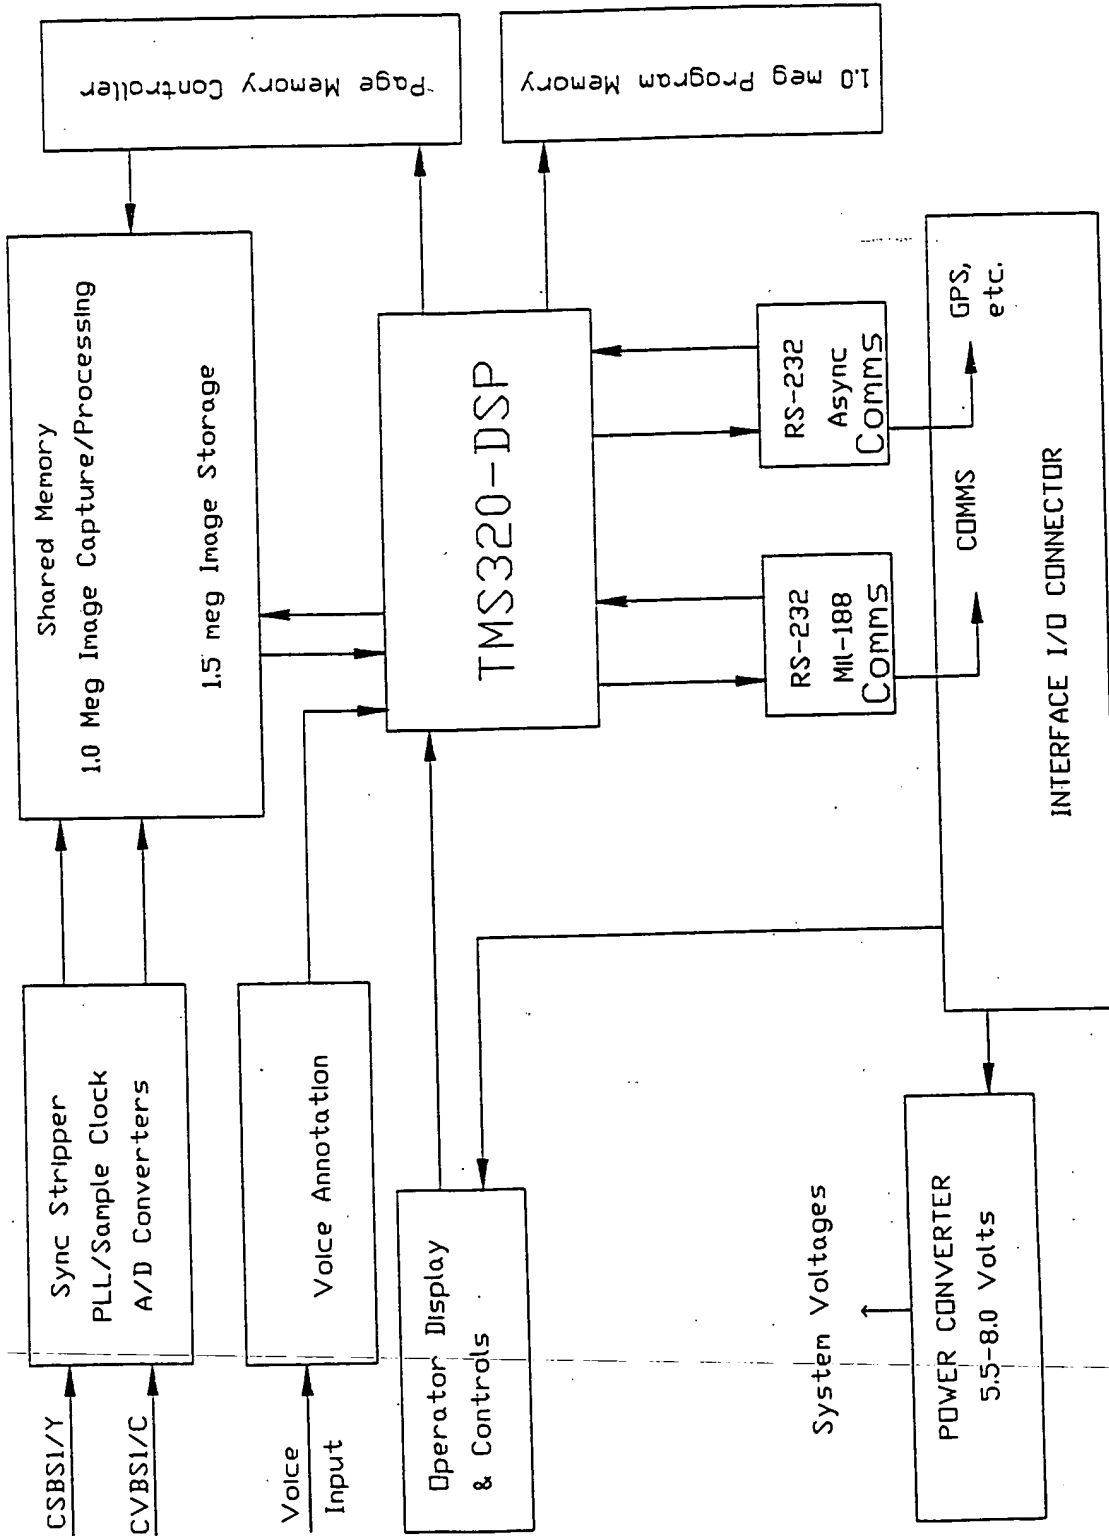 CSBS1/Y
CVBS1/C
Sync Stripper
PLL/Sample Clock
A/D Converters
Shared Memory
1.0 Meg Image Capture/Processing
1.5 meg Image Storage
Page Memory Controller
Voice
Input
Voice Annotation
Operator Display
& Controls
TMS320-DSP
1.0 meg Program Memory
RS-232
Mil-188
Comms
RS-232
Async
Comms
System Voltages
POWER CONVERTER
5.5-8.0 Volts
COMMS
GPS,
etc.
INTERFACE I/O CONNECTOR